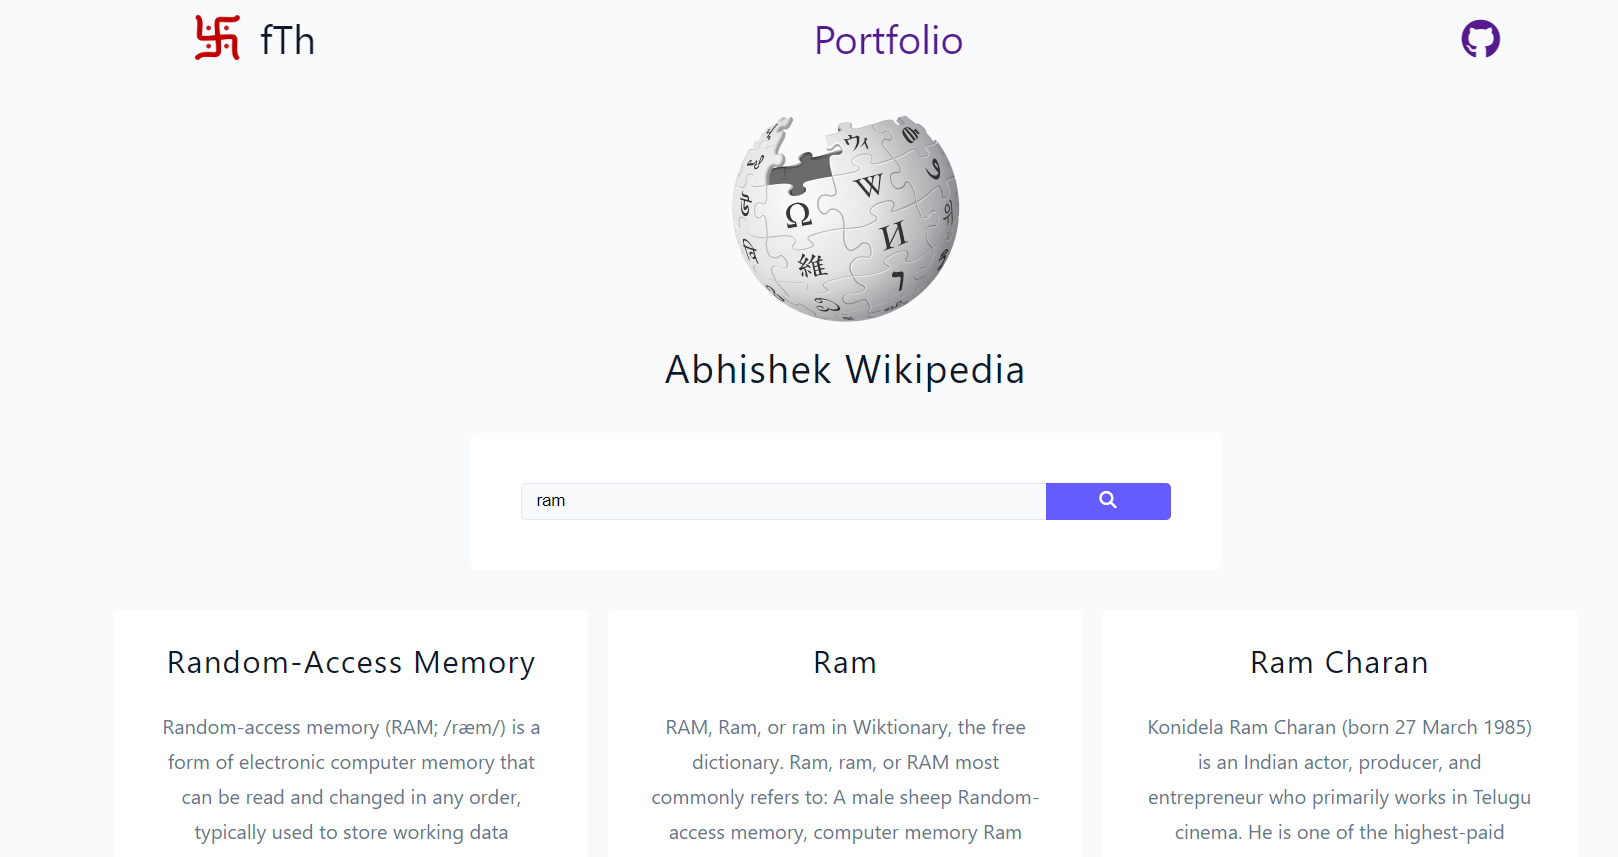 fTh
Portfolio
Ω
W
И
維
ウィ
Abhishek Wikipedia
ram
Random-Access Memory
Random-access memory (RAM; /ræm/) is a
form of electronic computer memory that
can be read and changed in any order,
typically used to store working data
Ram
RAM, Ram, or ram in Wiktionary, the free
dictionary. Ram, ram, or RAM most
commonly refers to: A male sheep Random-
access memory, computer memory Ram
Ram Charan
Konidela Ram Charan (born 27 March 1985)
is an Indian actor, producer, and
entrepreneur who primarily works in Telugu
cinema. He is one of the highest-paid